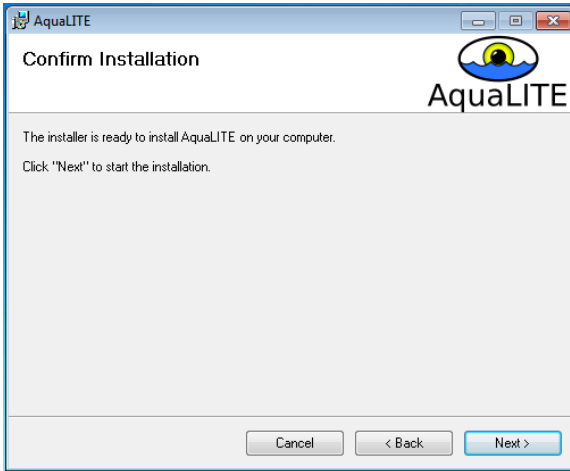 AquaLITE
Confirm Installation
AquaLITE
The installer is ready to install AquaLITE on your computer.
Click "Next" to start the installation.
Cancel
< Back
Next >